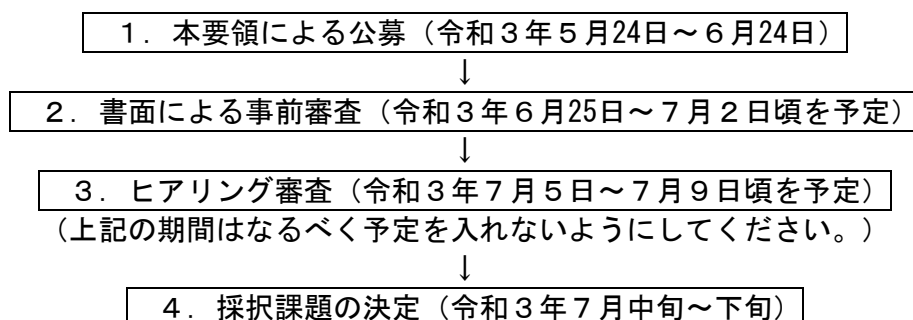 １．本要領による公募（令和３年５月24日～６月24日）
↓
２．書面による事前審査（令和３年６月25日～７月２日頃を予定）
↓
３．ヒアリング審査（令和３年７月５日～７月９日頃を予定）
（上記の期間はなるべく予定を入れないようにしてください。）
↓
４．採択課題の決定（令和３年７月中旬～下旬）